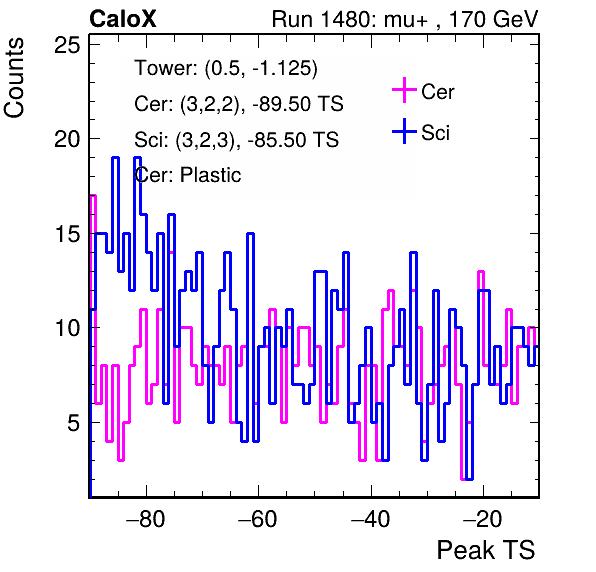 CaloX Run 1480: mu+ , 170 GeV
Counts
25
20
15
10
5
Tower: (0.5, -1.125)
Cer: (3,2,2), -89.50 TS
Sci: (3,2,3), -85.50 TS
Cer: Plastic
Cer
Sci
−80 −60 −40 −20
Peak TS